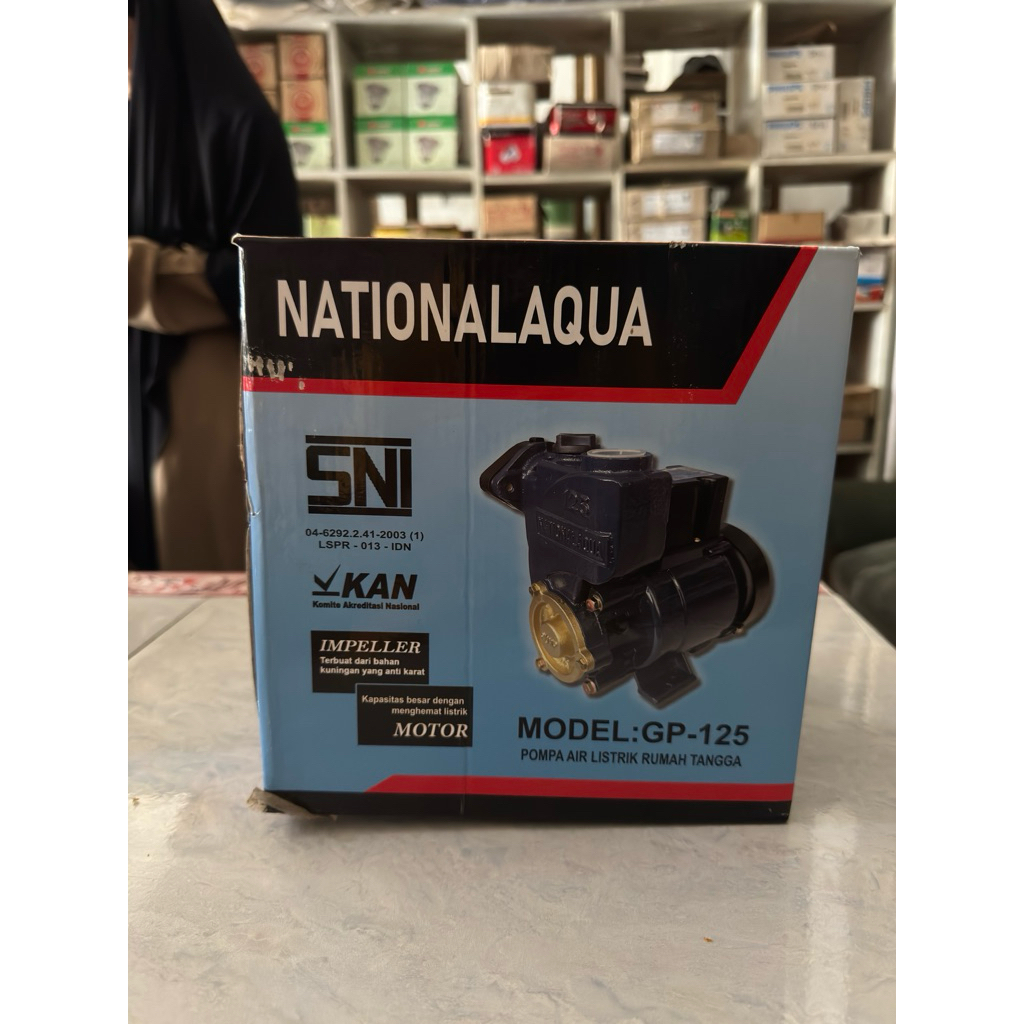 NATIONALAQUA
SNI
04-6292.2.41-2003 (1)
LSPR - 013 - IDN
KAN
Komite Akreditasi Nasional
IMPELLER
Terbuat dari bahan
kuningan yang anti karat
Kapasitas besar dengan
menghemat listrik
MOTOR
NATIONALAQUA
MODEL:GP-125
POMPA AIR LISTRIK RUMAH TANGGA